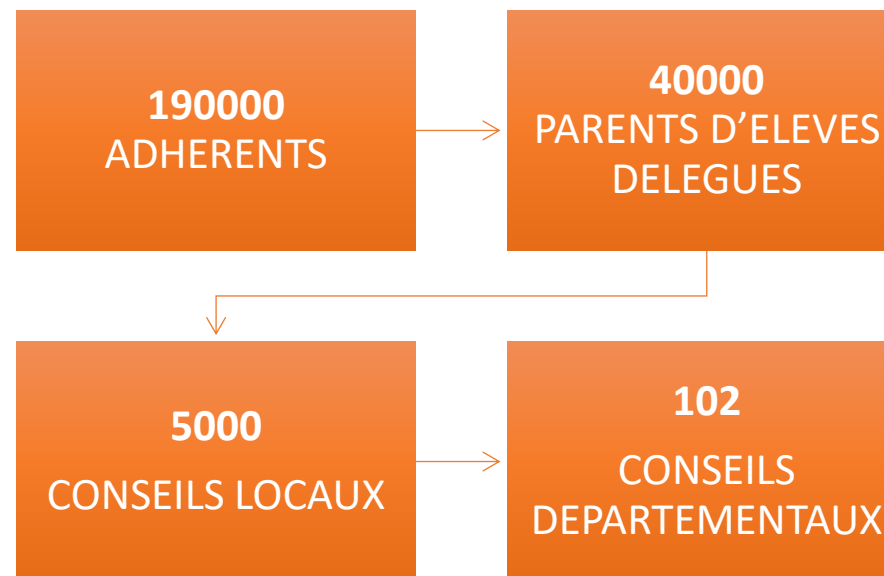 190000
ADHERENTS
40000
PARENTS D'ELEVES
DELEGUES
5000
CONSEILS LOCAUX
102
CONSEILS
DEPARTEMENTAUX